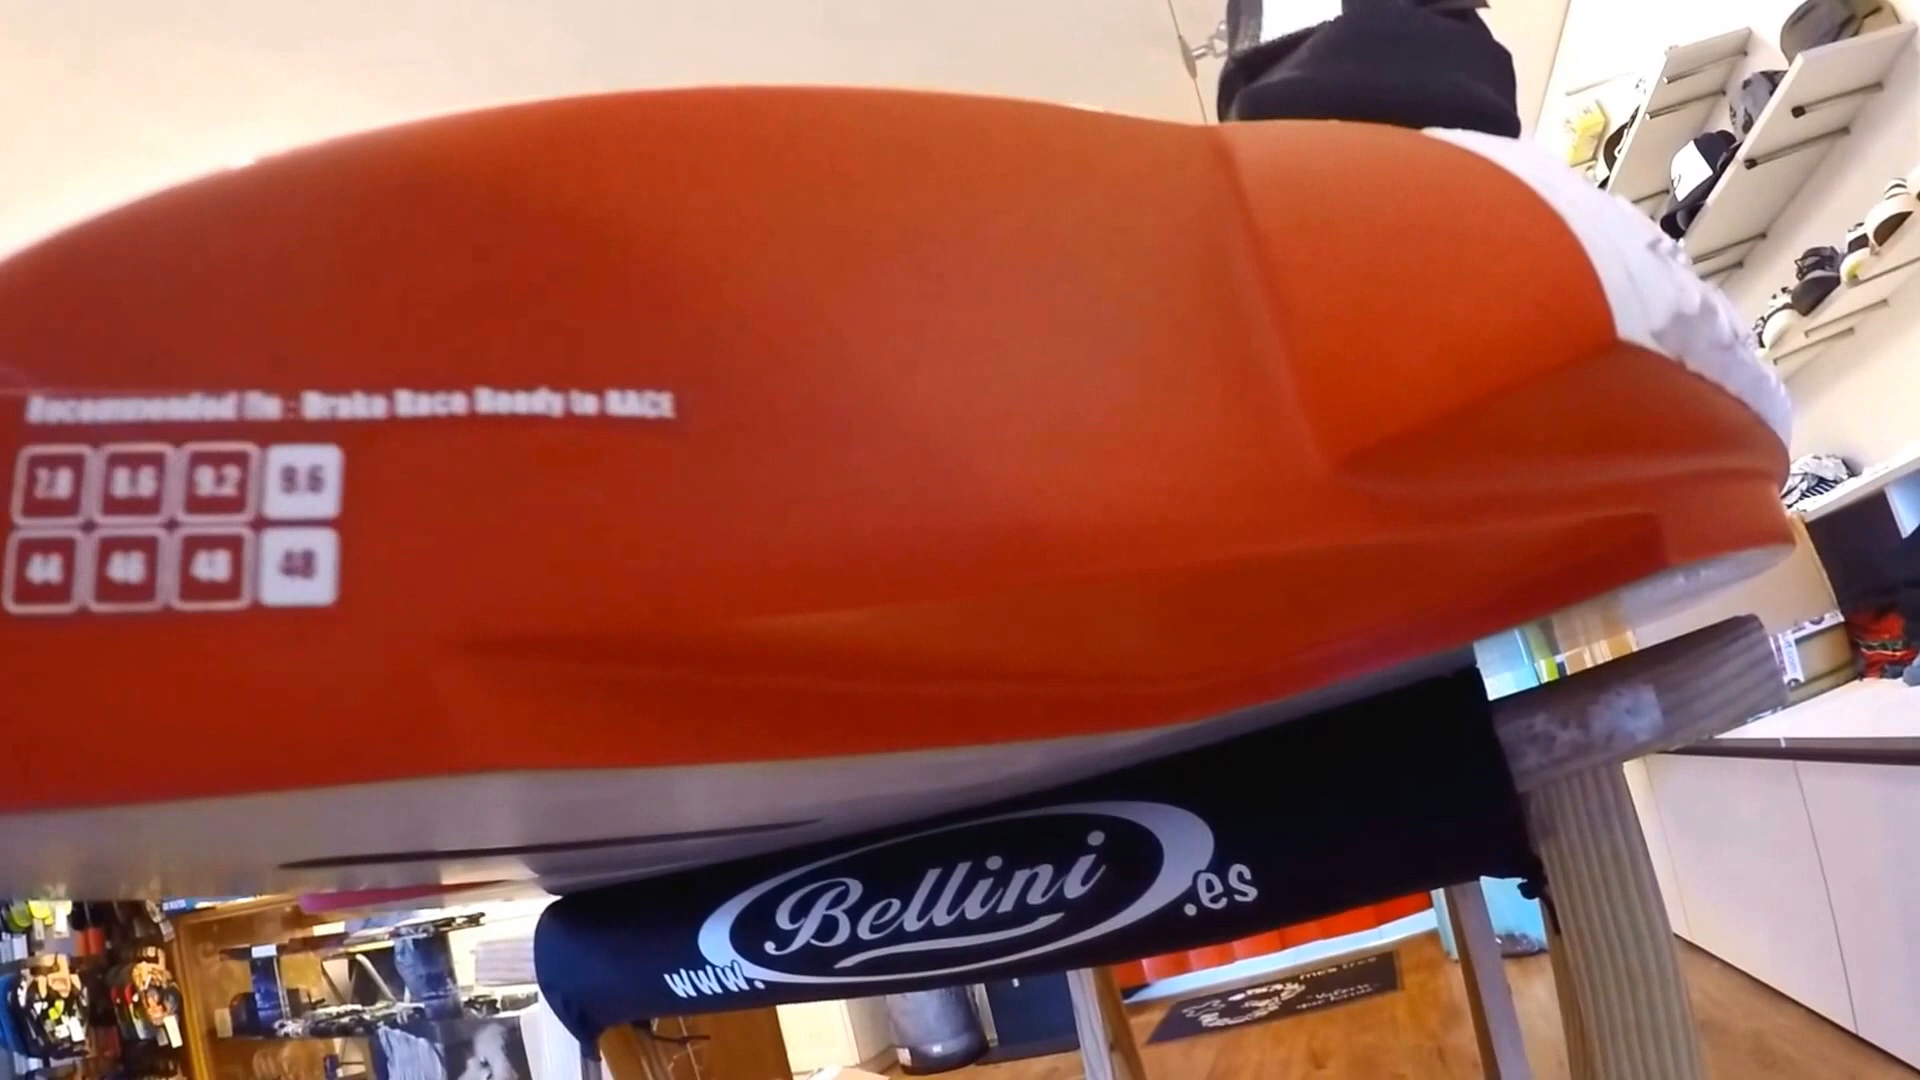 Recommended fin : Drake Race Ready to RACE
7.8 8.6 9.2 9.6
44 46 48 48
www.Bellini.es